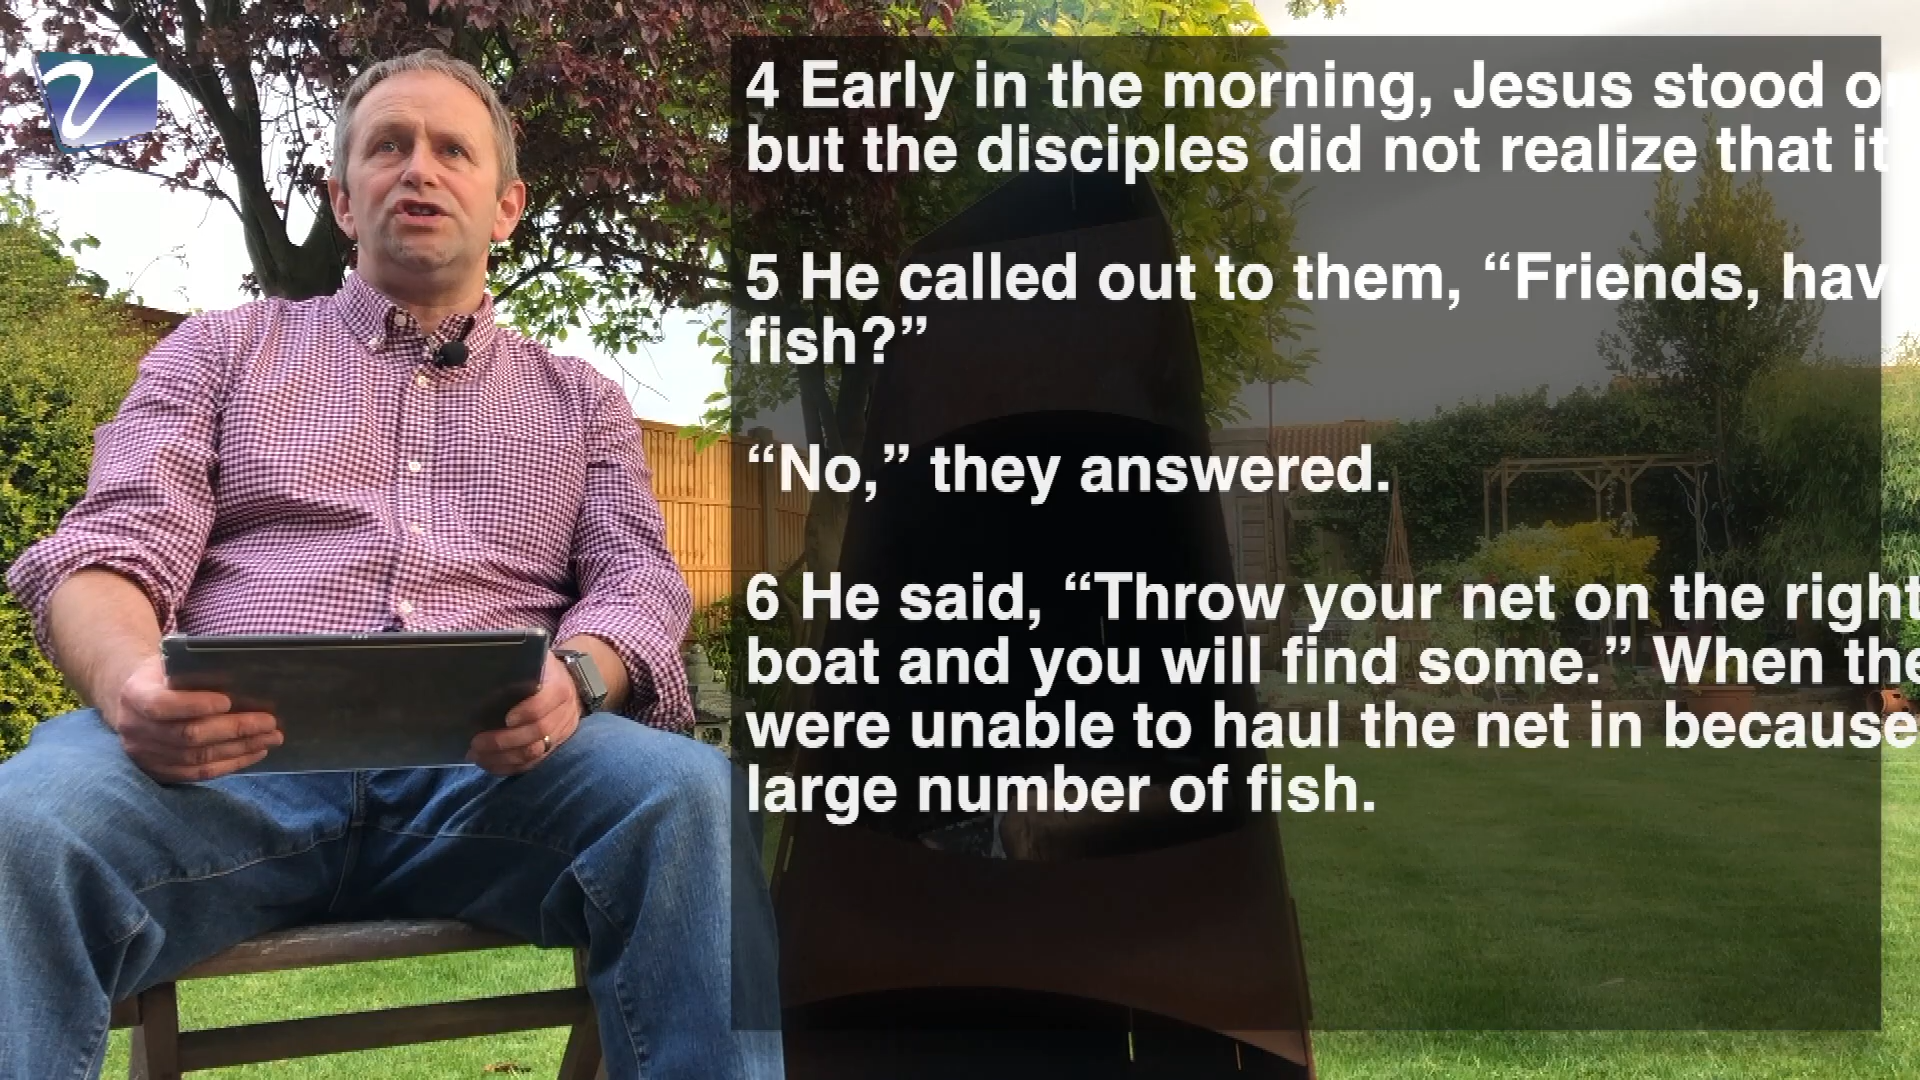 4 Early in the morning, Jesus stood
but the disciples did not realize that it
5 He called out to them, “Friends, hav
fish?”
“No,” they answered.
6 He said, “Throw your net on the right
boat and you will find some.” When the
were unable to haul the net in because
large number of fish.